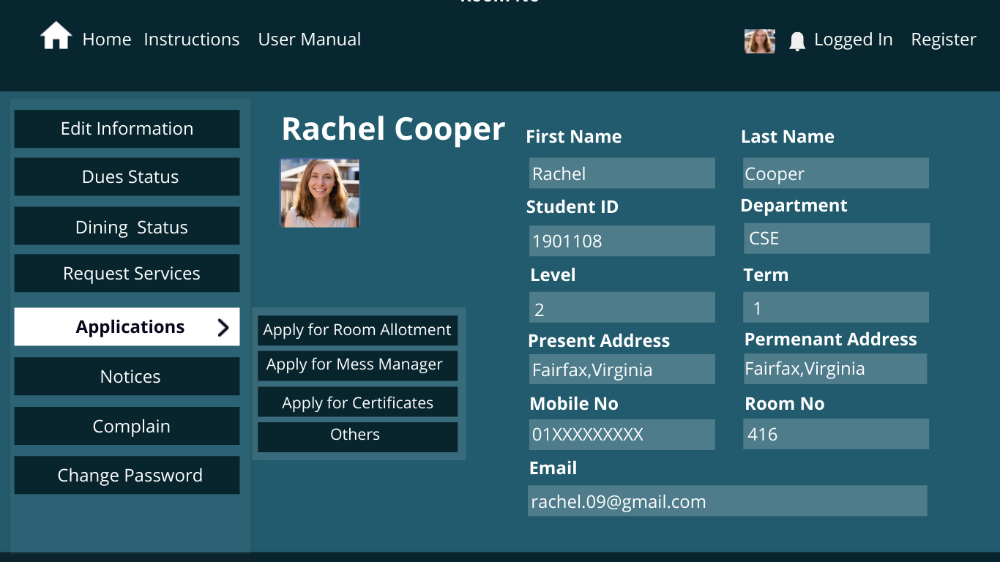 Room No
Home Instructions User Manual Logged In Register
Edit Information
Dues Status
Dining  Status
Request Services
Applications
Notices
Complain
Change Password
Apply for Room Allotment
Apply for Mess Manager
Apply for Certificates
Others
Rachel Cooper
First Name Last Name
Rachel Cooper
Student ID Department
1901108 CSE
Level Term
2 1
Present Address Permenant Address
Fairfax,Virginia Fairfax,Virginia
Mobile No Room No
01XXXXXXXXX 416
Email
rachel.09@gmail.com